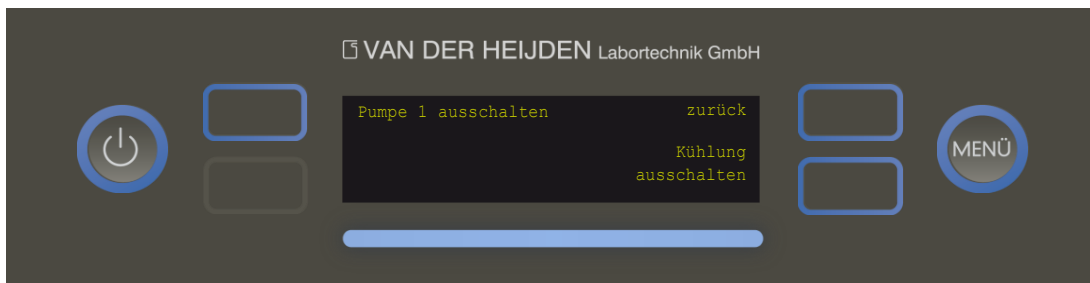 VAN DER HEIJDEN Labortechnik GmbH
Pumpe 1 ausschalten zurück
Kühlung
ausschalten
MENÜ